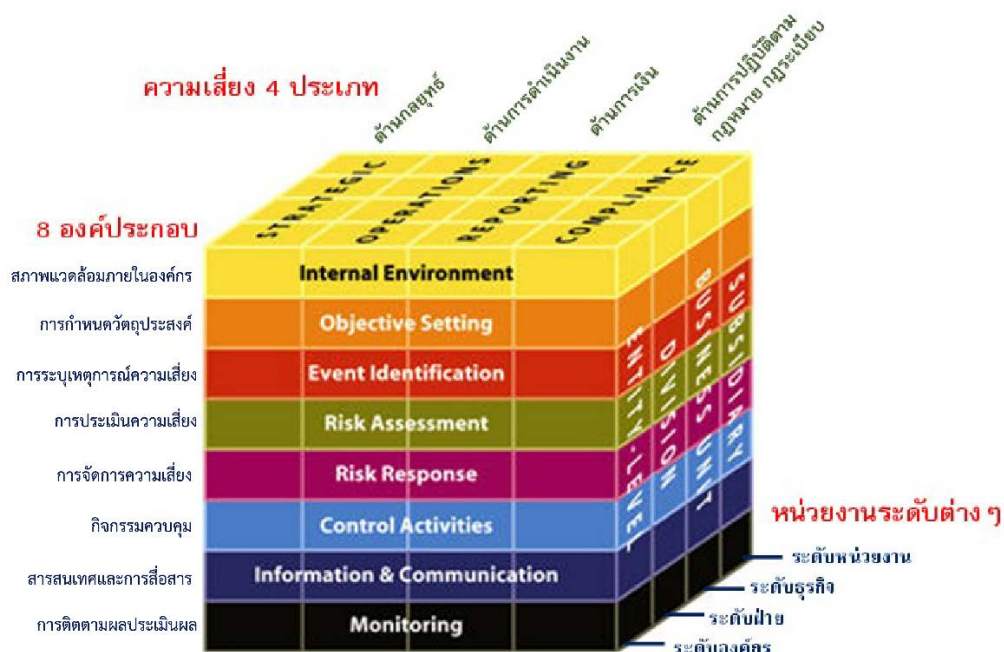 ความเสี่ยง 4 ประเภท
ด้านกลยุทธ์
ด้านการดำเนินงาน
ด้านการเงิน
ด้านการปฏิบัติตาม
กฎหมาย กฎระเบียบ
STRATEGIC
OPERATIONS
REPORTING
COMPLIANCE
8 องค์ประกอบ
สภาพแวดล้อมภายในองค์กร
Internal Environment
การกำหนดวัตถุประสงค์
Objective Setting
การระบุเหตุการณ์ความเสี่ยง
Event Identification
การประเมินความเสี่ยง
Risk Assessment
การจัดการความเสี่ยง
Risk Response
กิจกรรมควบคุม
Control Activities
สารสนเทศและการสื่อสาร
Information & Communication
การติดตามผลประเมินผล
Monitoring
ENTITY-LEVEL
DIVISION
BUSINESS UNIT
SUBSIDIARY
หน่วยงานระดับต่าง ๆ
ระดับหน่วยงาน
ระดับธุรกิจ
ระดับฝ่าย
ระดับองค์กร